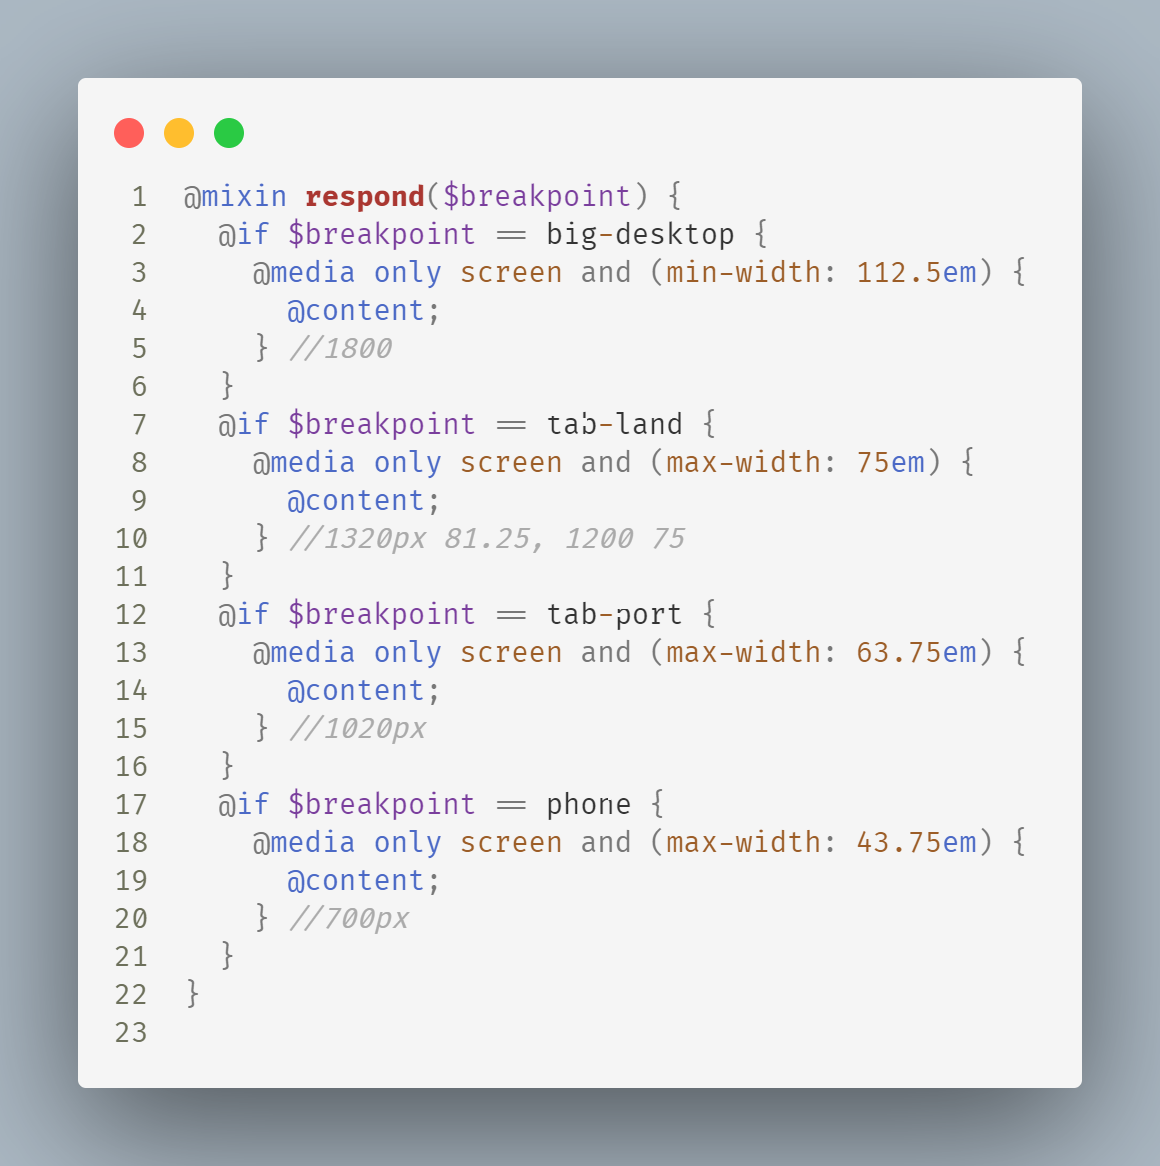 1 @mixin respond($breakpoint) {
2   @if $breakpoint == big-desktop {
3     @media only screen and (min-width: 112.5em) {
4       @content;
5     } //1800
6   }
7   @if $breakpoint == tab-land {
8     @media only screen and (max-width: 75em) {
9       @content;
10     } //1320px 81.25, 1200 75
11   }
12   @if $breakpoint == tab-port {
13     @media only screen and (max-width: 63.75em) {
14       @content;
15     } //1020px
16   }
17   @if $breakpoint == phone {
18     @media only screen and (max-width: 43.75em) {
19       @content;
20     } //700px
21   }
22 }
23